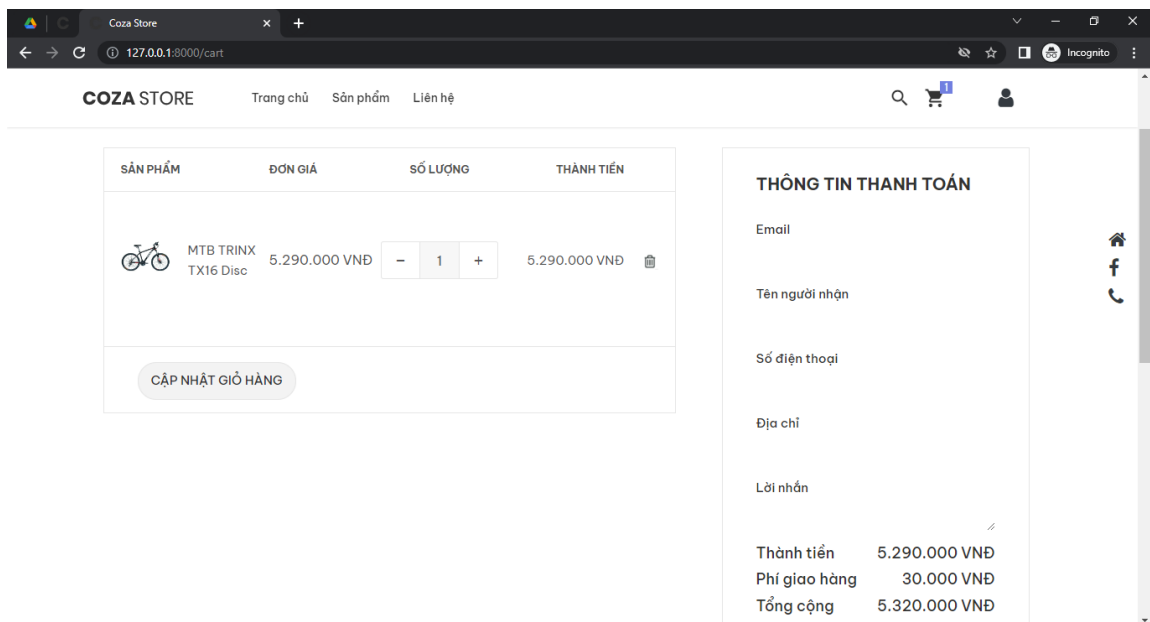 Coza Store
127.0.0.1:8000/cart
Incognito
COZA STORE Trang chủ Sản phẩm Liên hệ 1
SẢN PHẨM ĐƠN GIÁ SỐ LƯỢNG THÀNH TIỀN
MTB TRINX
TX16 Disc
5.290.000 VNĐ − 1 + 5.290.000 VNĐ
CẬP NHẬT GIỎ HÀNG
THÔNG TIN THANH TOÁN
Email
Tên người nhận
Số điện thoại
Địa chỉ
Lời nhắn
Thành tiền 5.290.000 VNĐ
Phí giao hàng 30.000 VNĐ
Tổng cộng 5.320.000 VNĐ